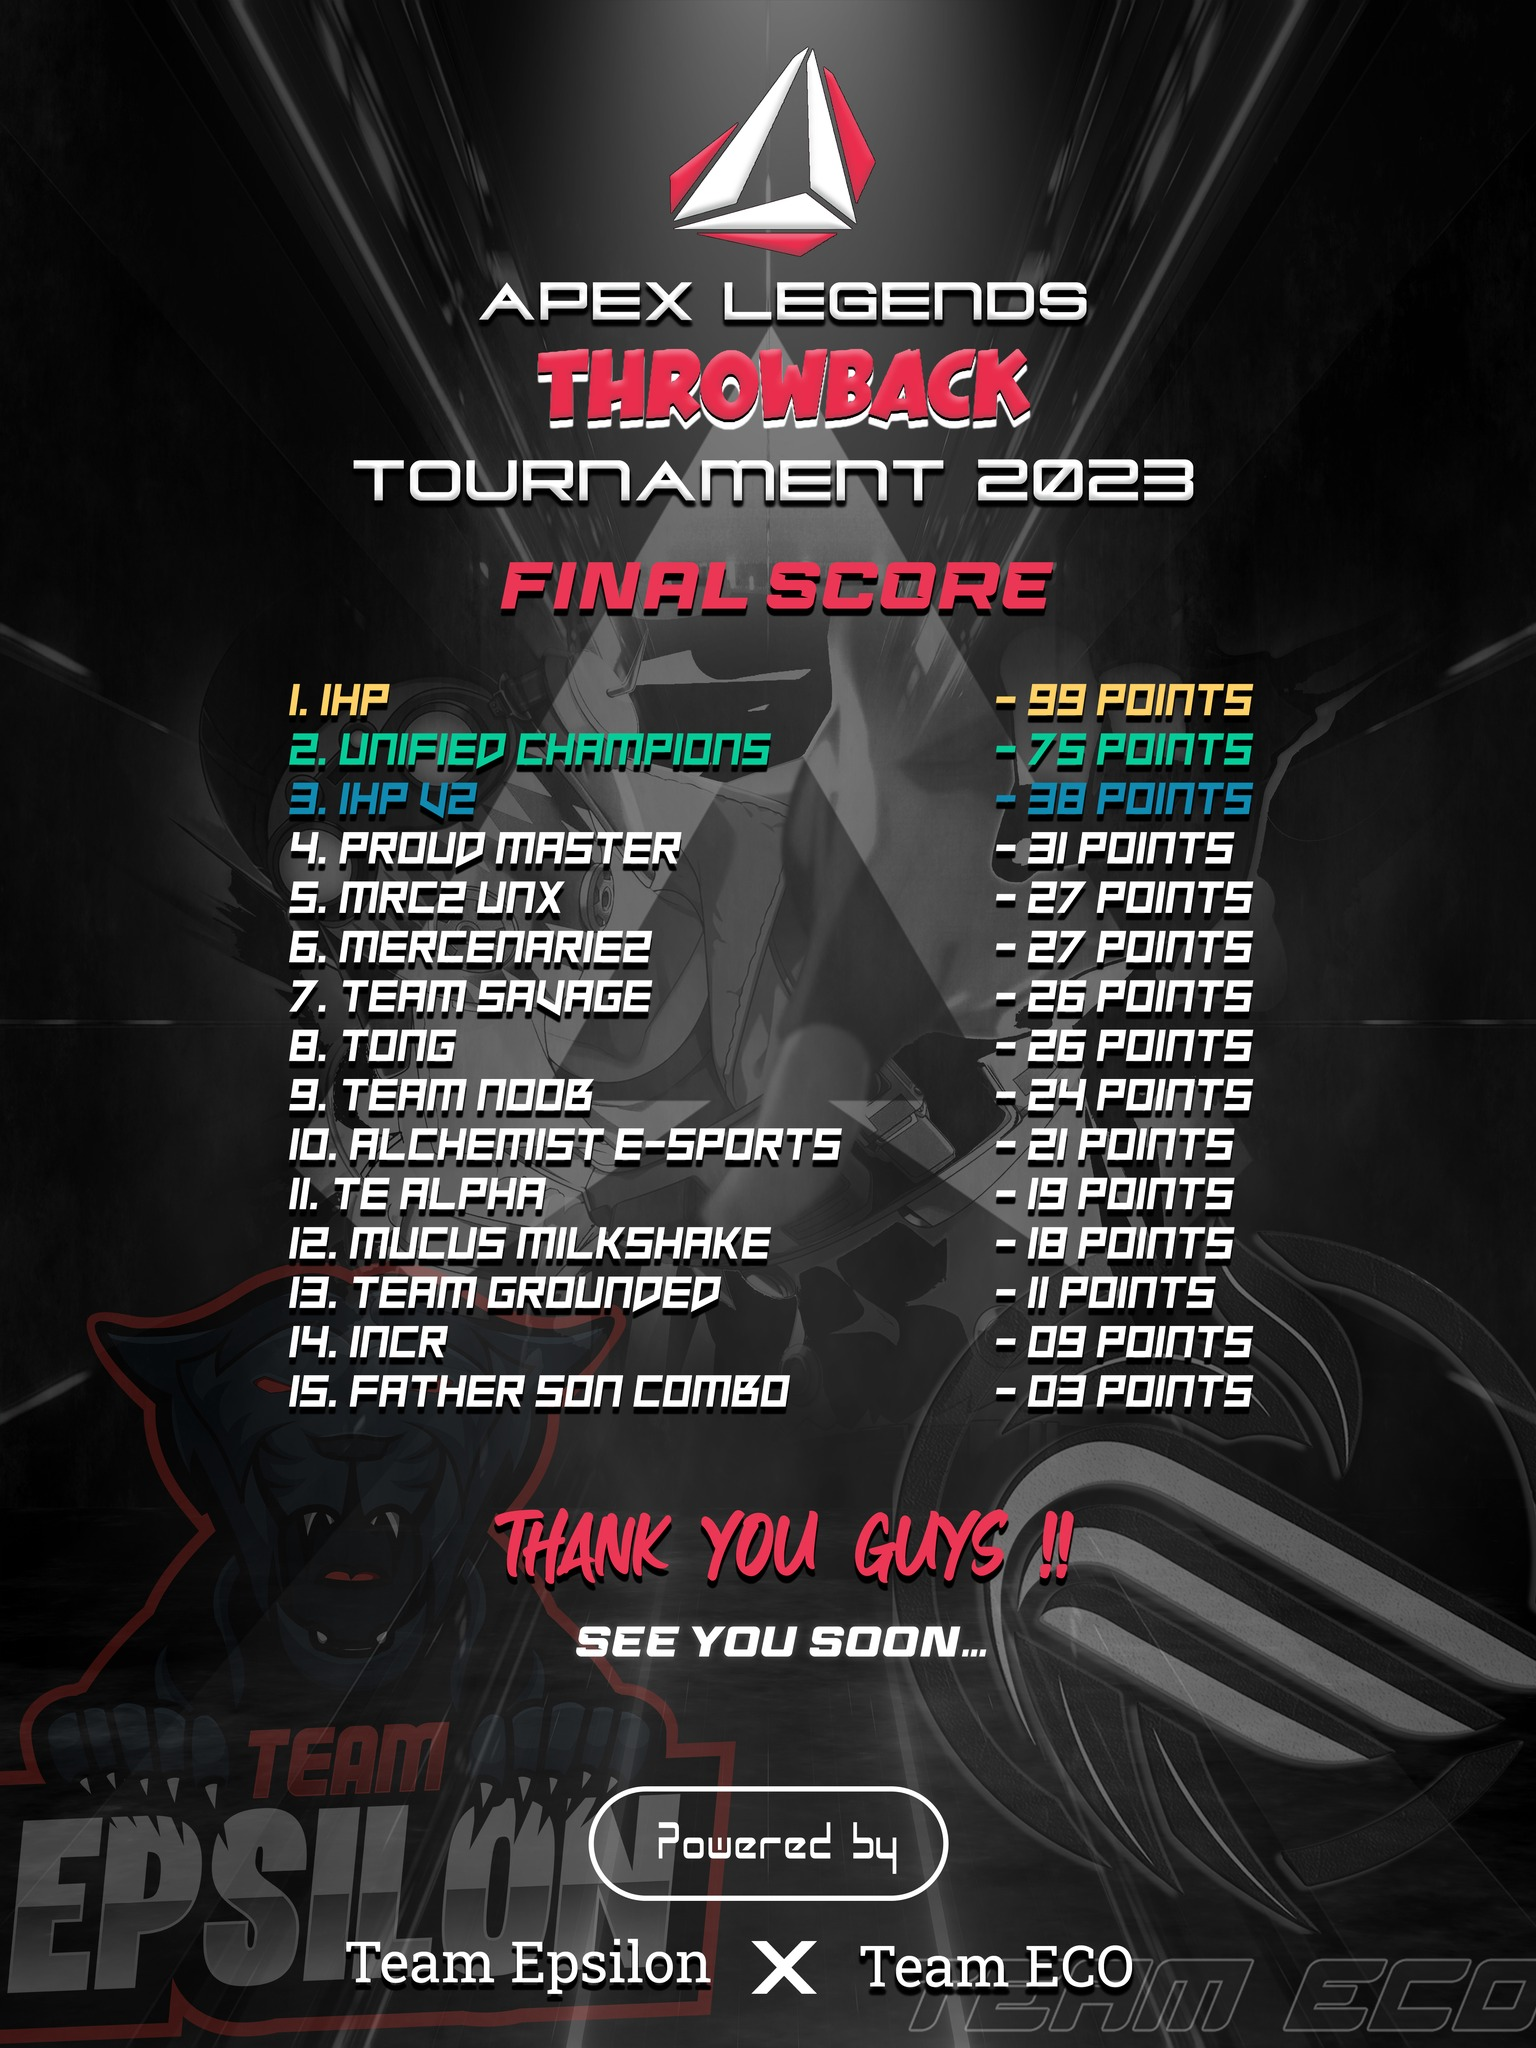 APEX LEGENDS
THROWBACK
TOURNAMENT 2023
FINAL SCORE
1. IHP - 99 POINTS
2. UNIFIED CHAMPIONS - 75 POINTS
3. IHP V2 - 38 POINTS
4. PROUD MASTER - 31 POINTS
5. MRC2 UNX - 27 POINTS
6. MERCENARIE2 - 27 POINTS
7. TEAM SAVAGE - 26 POINTS
8. TONG - 26 POINTS
9. TEAM NOOB - 24 POINTS
10. ALCHEMIST E-SPORTS - 21 POINTS
11. TE ALPHA - 19 POINTS
12. MUCUS MILKSHAKE - 18 POINTS
13. TEAM GROUNDED - 11 POINTS
14. INCR - 09 POINTS
15. FATHER SON COMBO - 03 POINTS
THANK YOU GUYS !!
SEE YOU SOON...
TEAM
EPSILON
Powered by
Team Epsilon X Team ECO
TEAM ECO